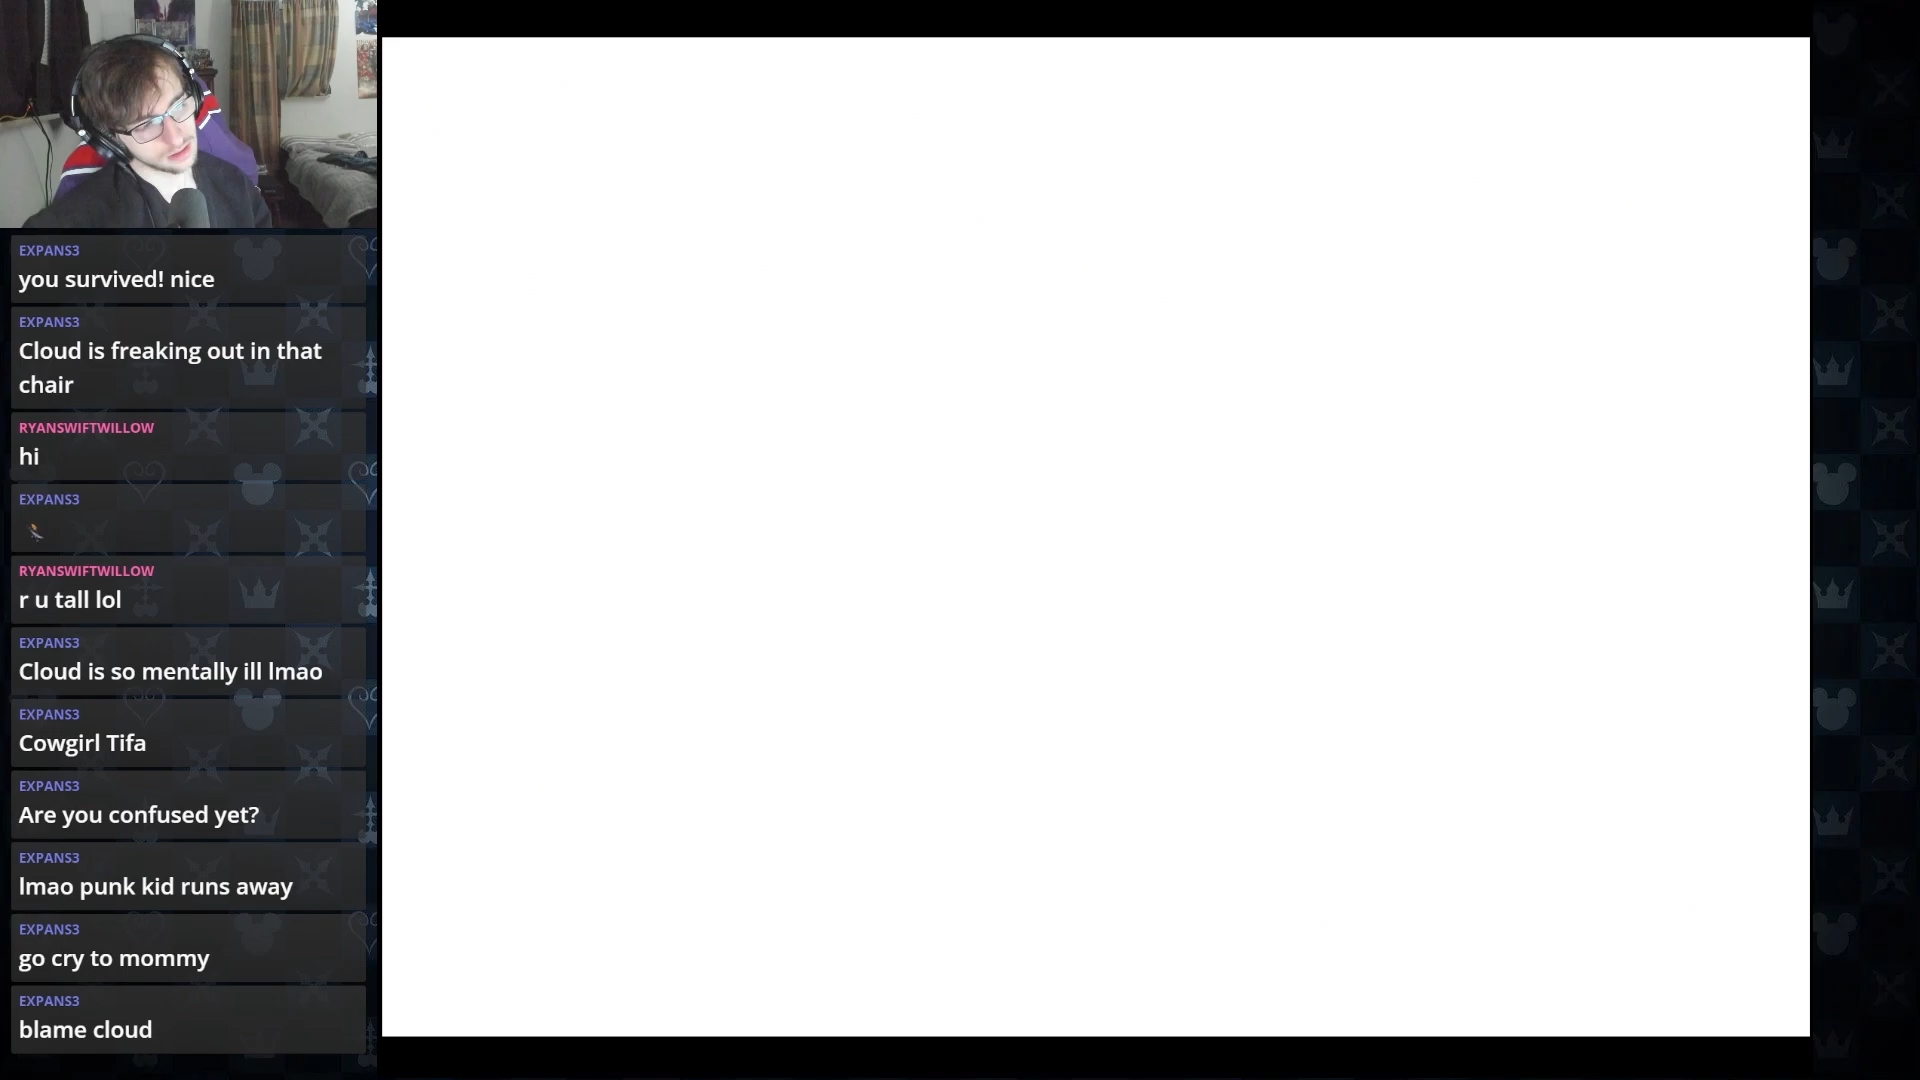 EXPANS3
you survived! nice
EXPANS3
Cloud is freaking out in that
chair
RYANSWIFTWILLOW
hi
EXPANS3
RYANSWIFTWILLOW
r u tall lol
EXPANS3
Cloud is so mentally ill lmao
EXPANS3
Cowgirl Tifa
EXPANS3
Are you confused yet?
EXPANS3
lmao punk kid runs away
EXPANS3
go cry to mommy
EXPANS3
blame cloud